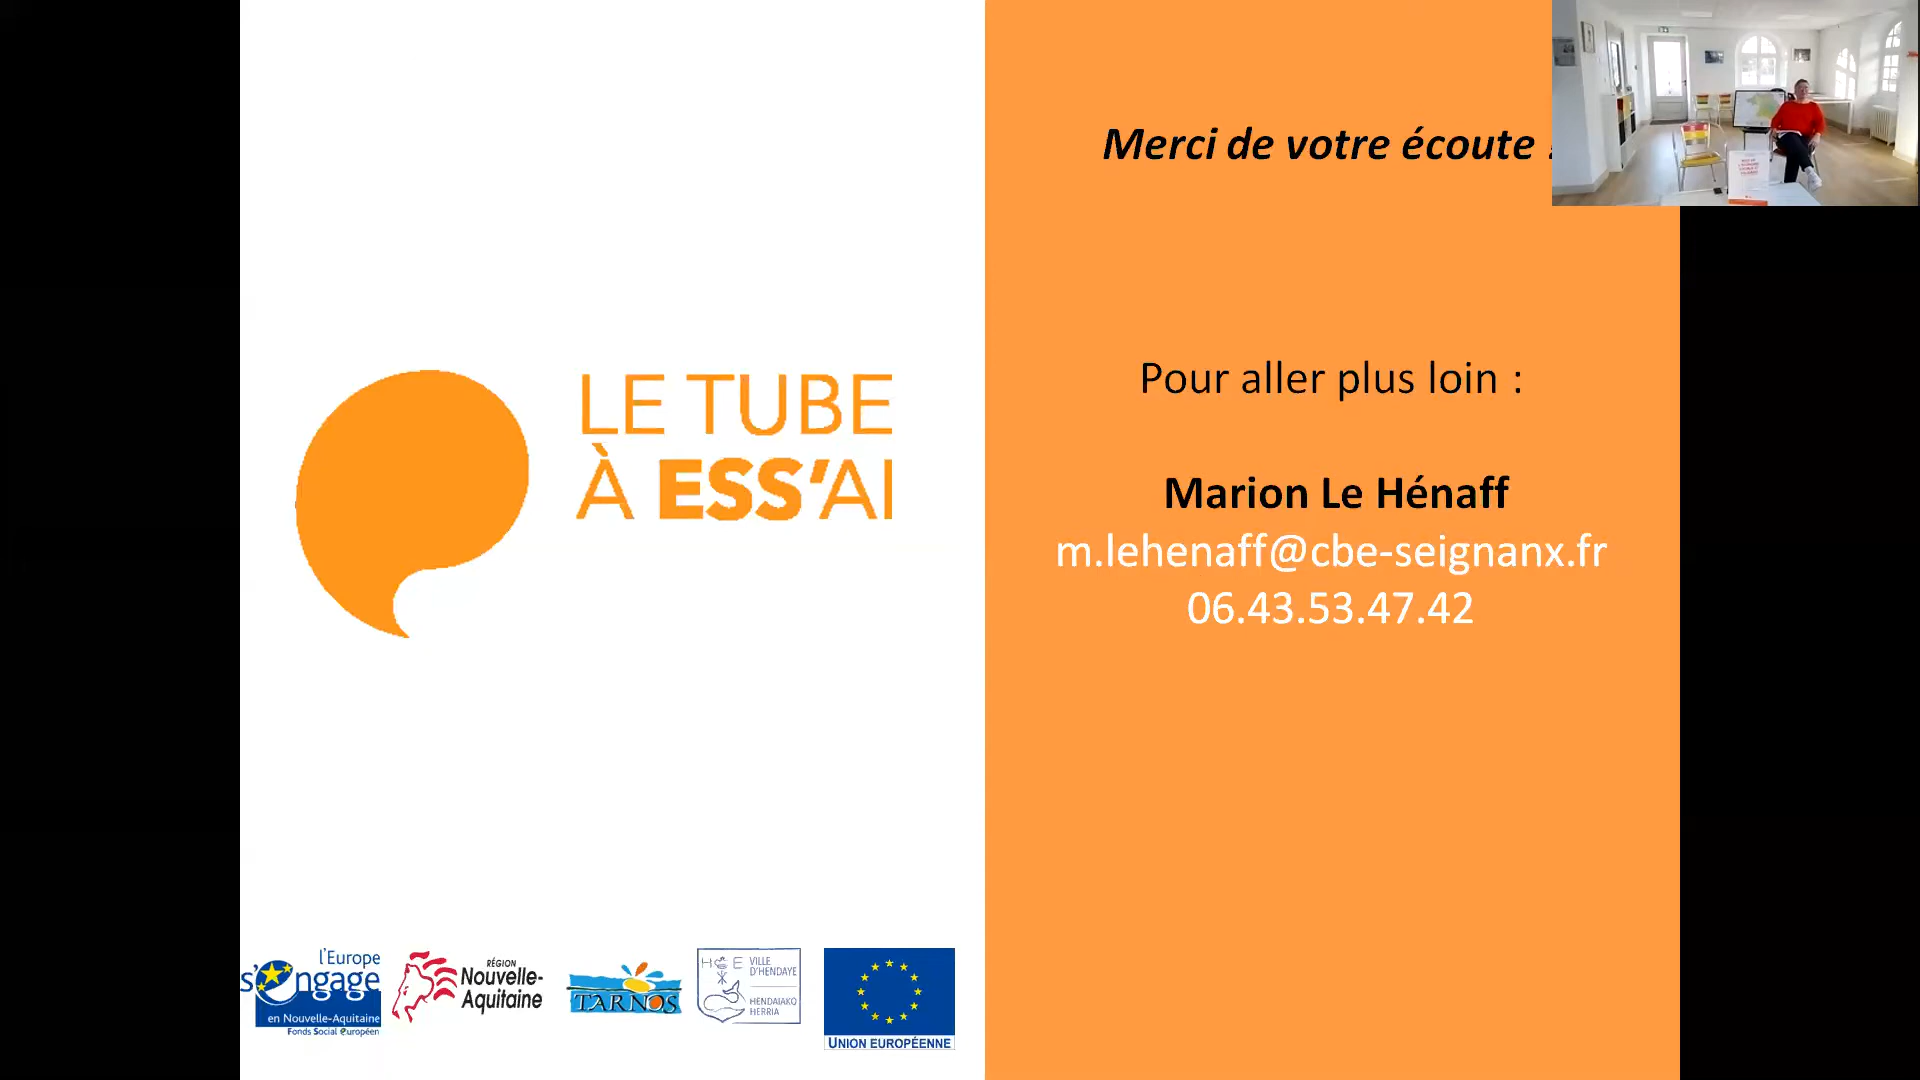 Merci de votre écoute
LE TUBE
À ESS'AI
Pour aller plus loin :
Marion Le Hénaff
m.lehenaff@cbe-seignanx.fr
06.43.53.47.42
l'Europe
s'engage
en Nouvelle-Aquitaine
Fonds Social européen
RÉGION
Nouvelle-
Aquitaine
TARNOS
VILLE
D'HENDAYE
HENDAIAKO
HERRIA
UNION EUROPÉENNE